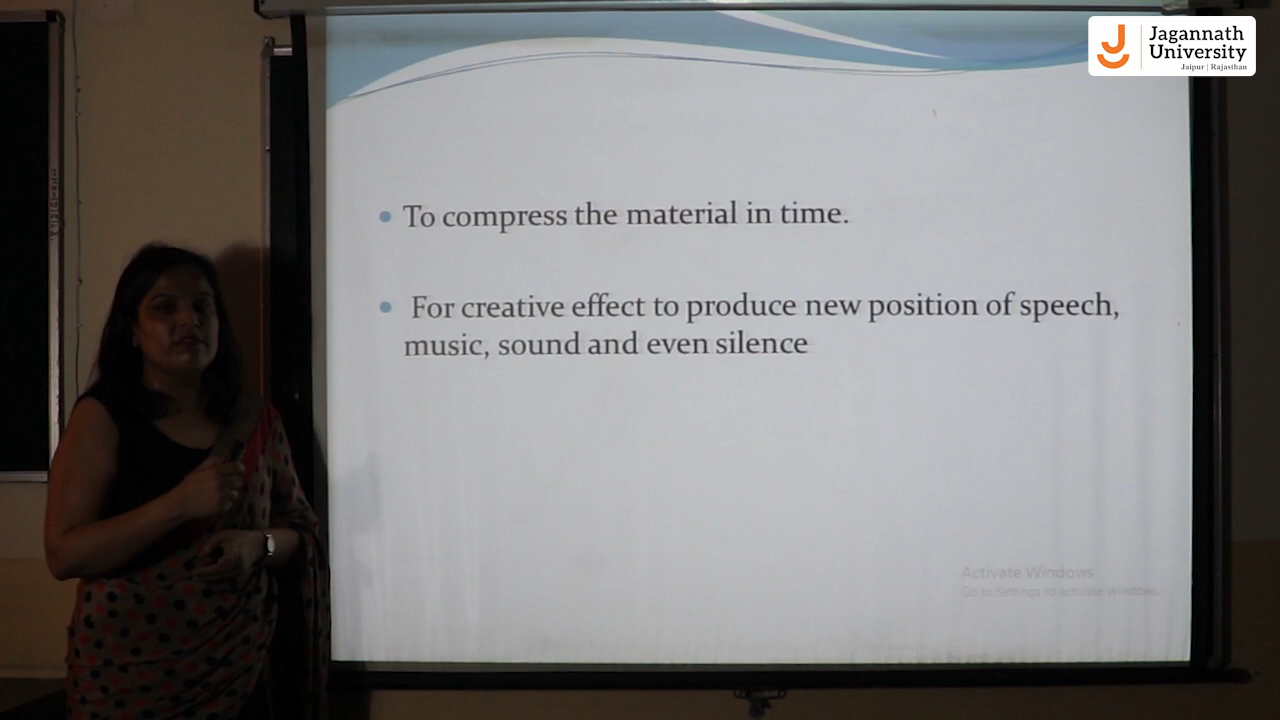 Jagannath
University
Jaipur | Rajasthan
• To compress the material in time.
• For creative effect to produce new position of speech,
music, sound and even silence
Activate Windows
Go to Settings to activate Windows.